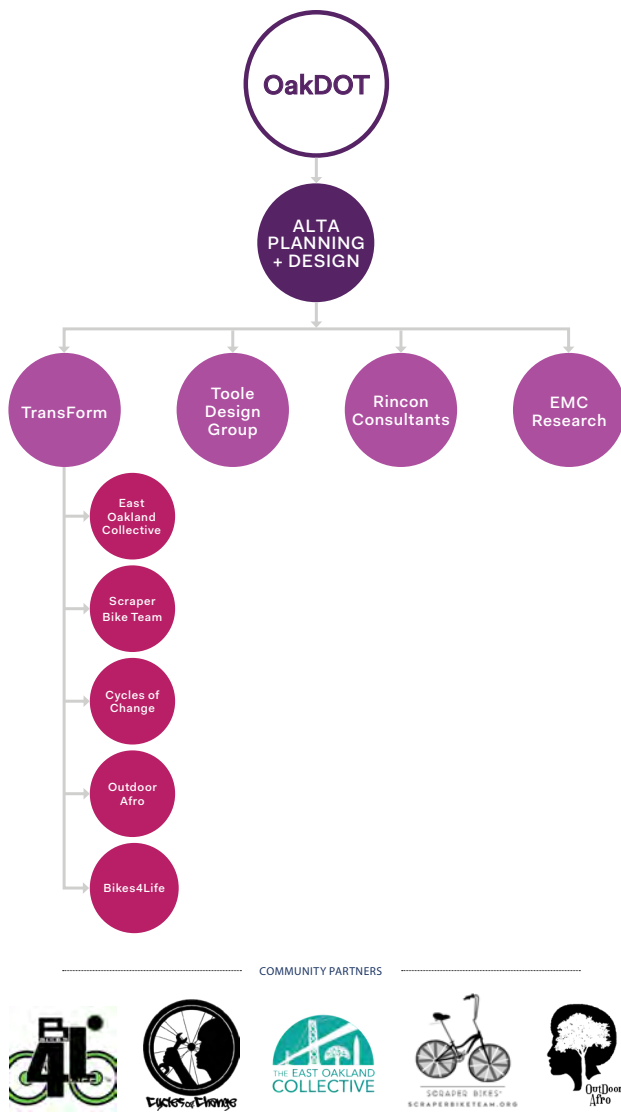 OakDOT
ALTA
PLANNING
+ DESIGN
TransForm
Toole
Design
Group
Rincon
Consultants
EMC
Research
East
Oakland
Collective
Scraper
Bike Team
Cycles of
Change
Outdoor
Afro
Bikes4Life
COMMUNITY PARTNERS
Cycles of Change
THE EAST OAKLAND
COLLECTIVE
SCRAPER BIKES
SCRAPERBIKETEAM.ORG
OutDoor
Afro